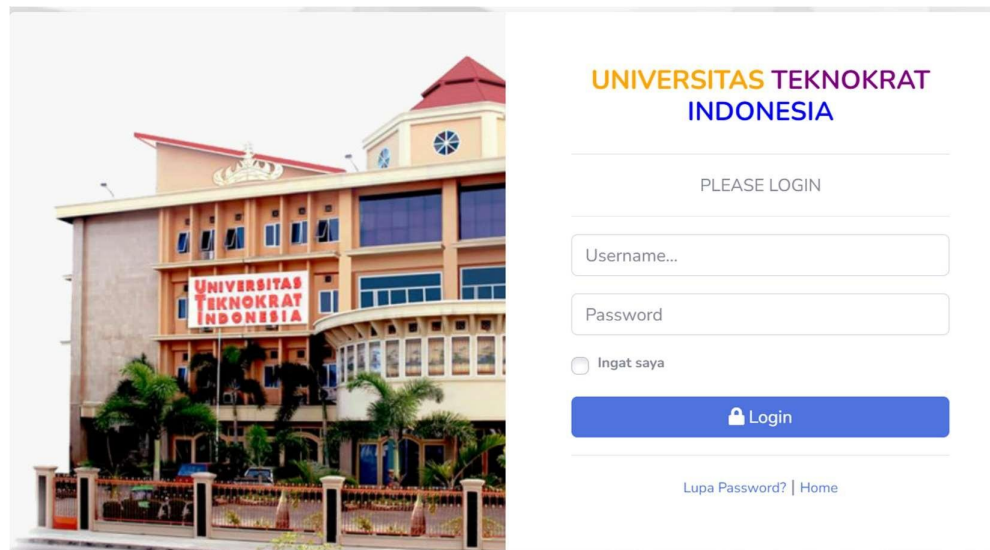 UNIVERSITAS
TEKNOKRAT
INDONESIA
UNIVERSITAS TEKNOKRAT
INDONESIA
PLEASE LOGIN
Username...
Password
Ingat saya
Login
Lupa Password? | Home